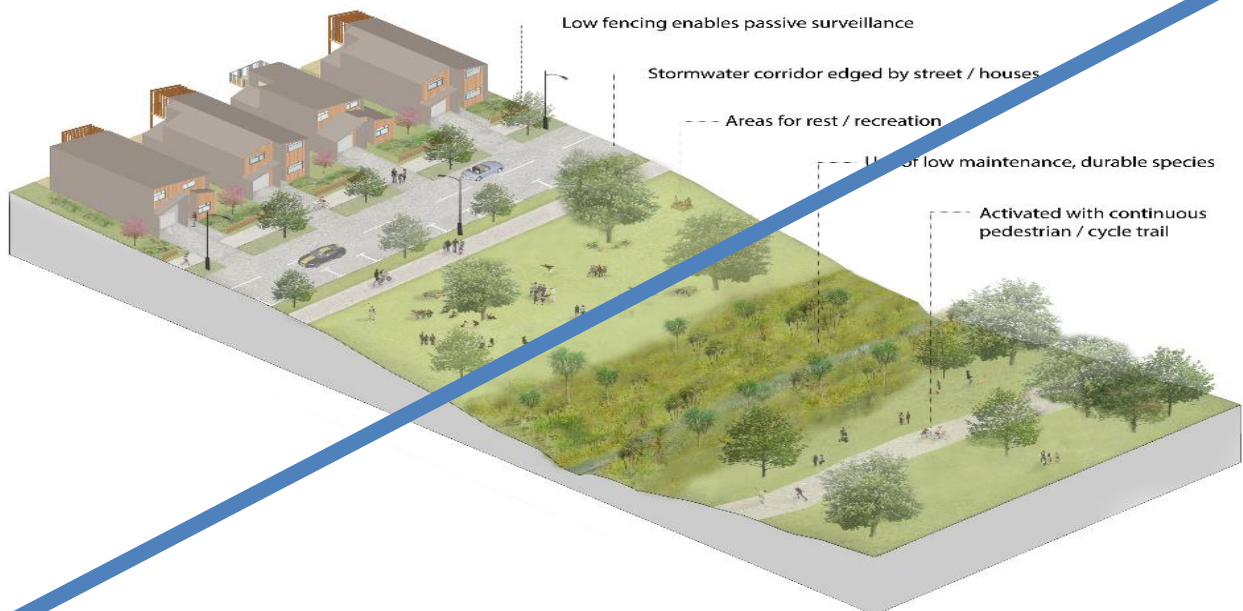 Low fencing enables passive surveillance
Stormwater corridor edged by street / houses
Areas for rest / recreation
of low maintenance, durable species
Activated with continuous
pedestrian / cycle trail